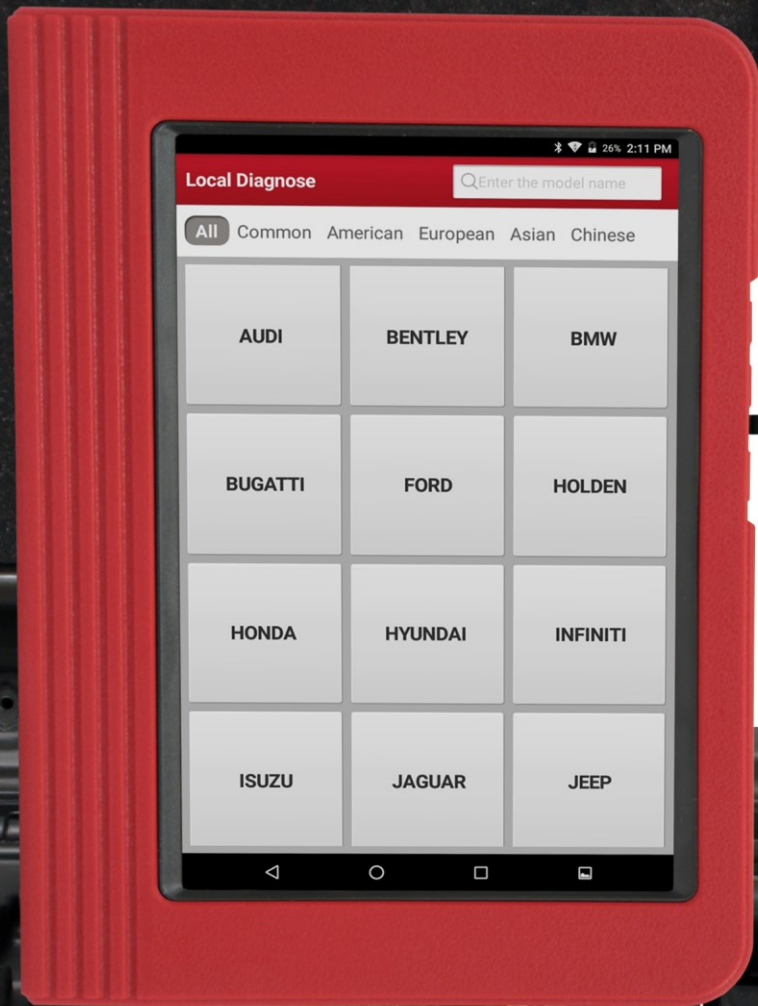 26% 2:11 PM
Local Diagnose
Enter the model name
All Common American European Asian Chinese
AUDI BENTLEY BMW
BUGATTI FORD HOLDEN
HONDA HYUNDAI INFINITI
ISUZU JAGUAR JEEP